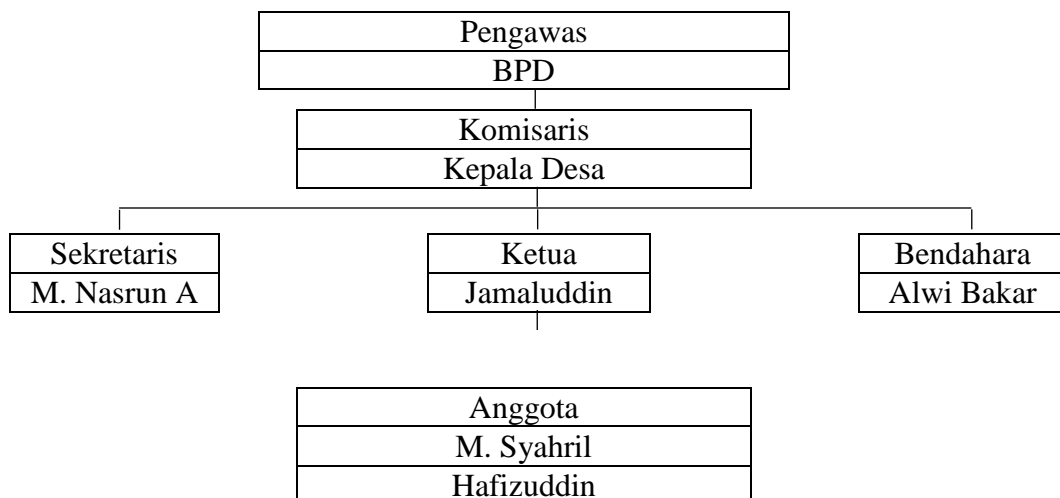 Pengawas
BPD
Komisaris
Kepala Desa
Sekretaris
M. Nasrun A
Ketua
Jamaluddin
Bendahara
Alwi Bakar
Anggota
M. Syahril
Hafizuddin